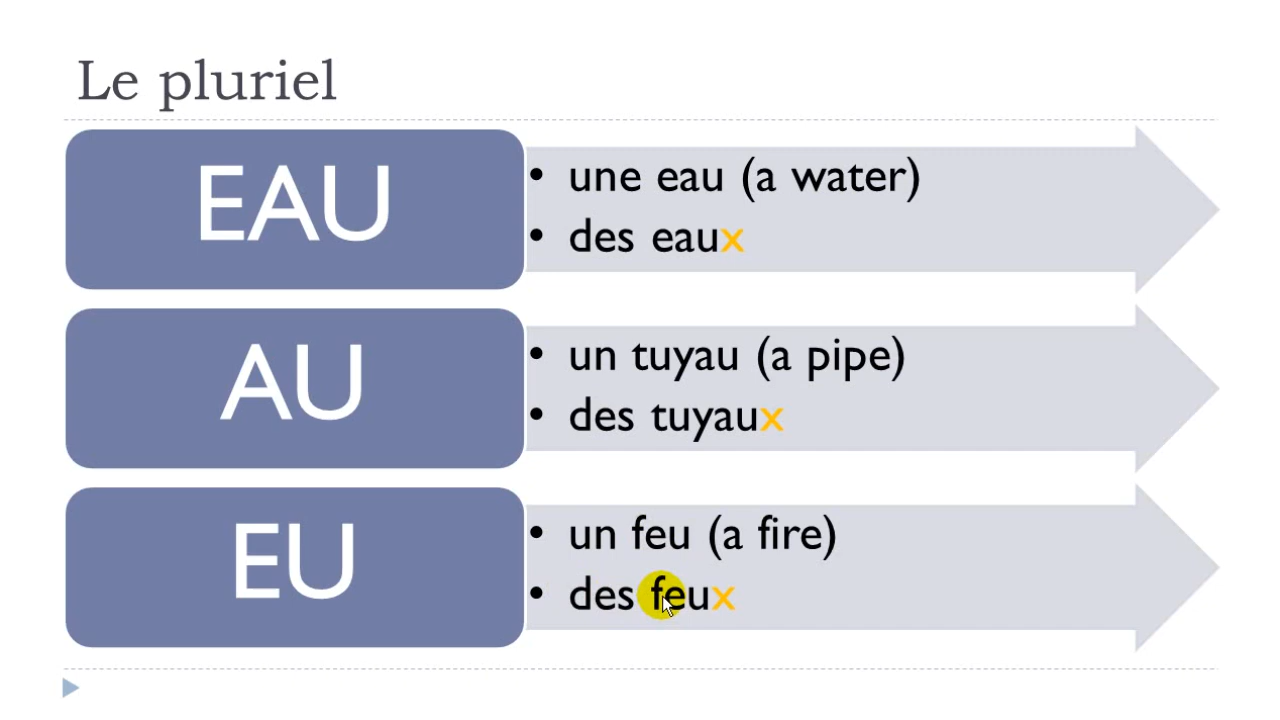 Le pluriel
EAU
• une eau (a water)
• des eaux
AU
• un tuyau (a pipe)
• des tuyaux
EU
• un feu (a fire)
• des feux